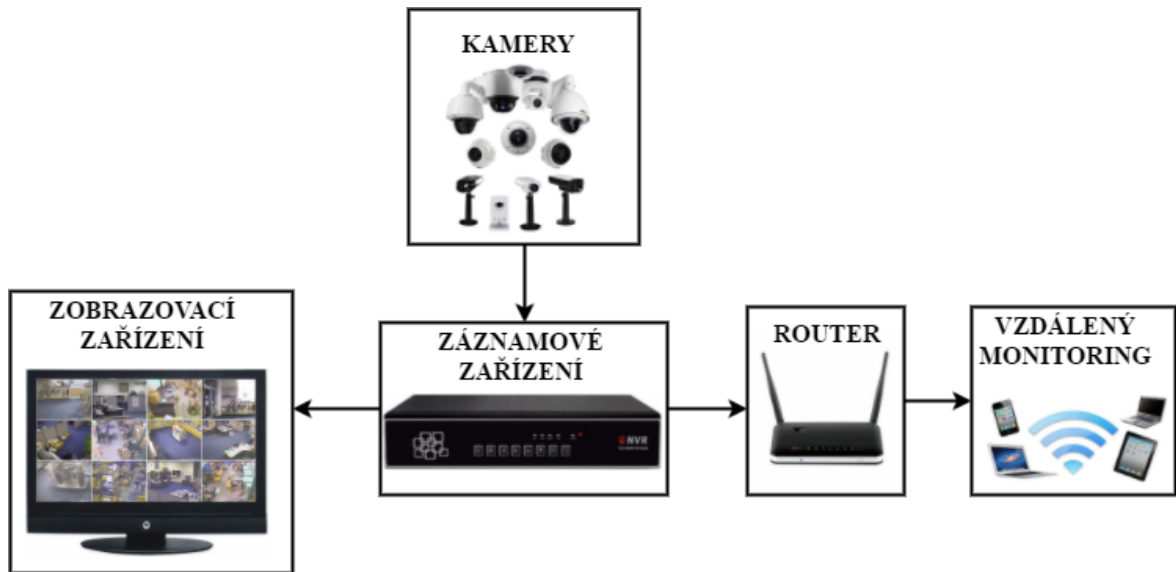 KAMERY
ZOBRAZOVACÍ
ZAŘÍZENÍ
ZÁZNAMOVÉ
ZAŘÍZENÍ
NVR
ROUTER
VZDÁLENÝ
MONITORING